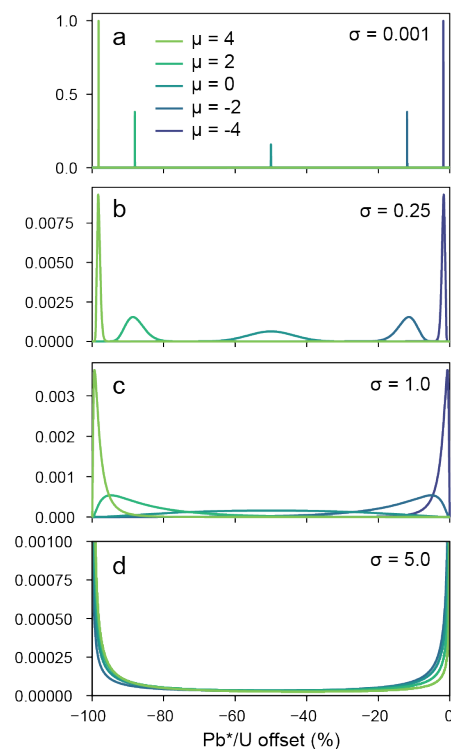 a
σ = 0.001
μ = 4
μ = 2
μ = 0
μ = -2
μ = -4
1.0
0.5
0.0
b
σ = 0.25
0.0075
0.0050
0.0025
0.0000
c
σ = 1.0
0.003
0.002
0.001
0.000
d
σ = 5.0
0.00100
0.00075
0.00050
0.00025
0.00000
−100 −80 −60 −40 −20 0
Pb*/U offset (%)